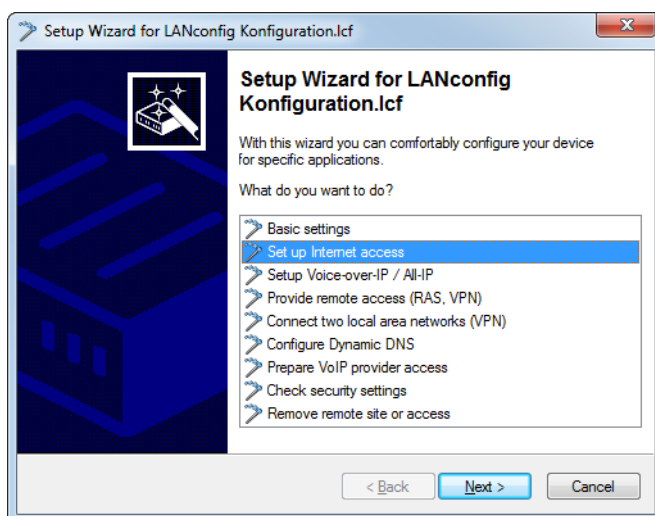 Setup Wizard for LANconfig Konfiguration.lcf
Setup Wizard for LANconfig
Konfiguration.lcf
With this wizard you can comfortably configure your device
for specific applications.
What do you want to do?
Basic settings
Set up Internet access
Setup Voice-over-IP / All-IP
Provide remote access (RAS, VPN)
Connect two local area networks (VPN)
Configure Dynamic DNS
Prepare VoIP provider access
Check security settings
Remove remote site or access
< Back
Next >
Cancel